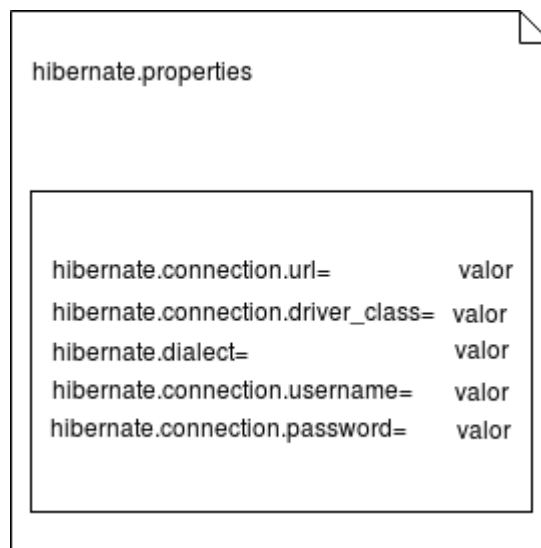 hibernate.properties
hibernate.connection.url= valor
hibernate.connection.driver_class= valor
hibernate.dialect= valor
hibernate.connection.username= valor
hibernate.connection.password= valor